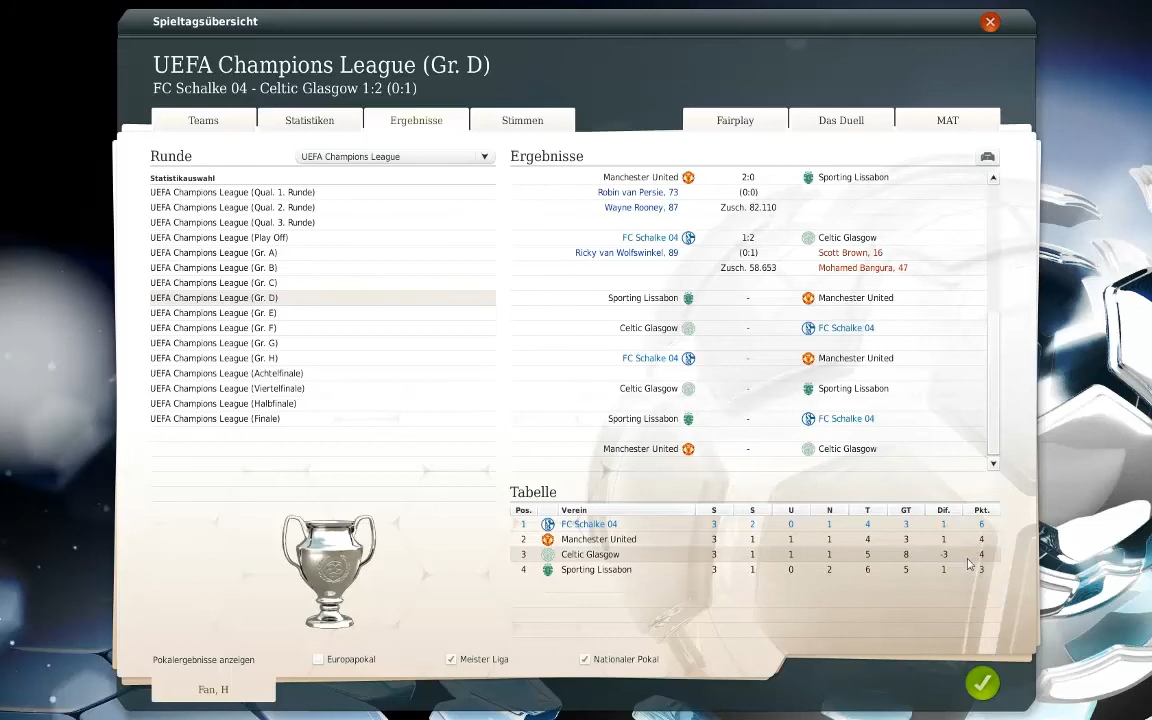 Spieltagsübersicht
UEFA Champions League (Gr. D)
FC Schalke 04 - Celtic Glasgow 1:2 (0:1)
Teams Statistiken Ergebnisse Stimmen Fairplay Das Duell MAT
Runde UEFA Champions League
Statistikauswahl
UEFA Champions League (Qual. 1. Runde)
UEFA Champions League (Qual. 2. Runde)
UEFA Champions League (Qual. 3. Runde)
UEFA Champions League (Play Off)
UEFA Champions League (Gr. A)
UEFA Champions League (Gr. B)
UEFA Champions League (Gr. C)
UEFA Champions League (Gr. D)
UEFA Champions League (Gr. E)
UEFA Champions League (Gr. F)
UEFA Champions League (Gr. G)
UEFA Champions League (Gr. H)
UEFA Champions League (Achtelfinale)
UEFA Champions League (Viertelfinale)
UEFA Champions League (Halbfinale)
UEFA Champions League (Finale)
Ergebnisse
Manchester United 2:0 Sporting Lissabon
Robin van Persie, 73 (0:0)
Wayne Rooney, 87 Zusch. 82.110
FC Schalke 04 1:2 Celtic Glasgow
Ricky van Wolfswinkel, 89 (0:1) Scott Brown, 16
Zusch. 58.653 Mohamed Bangura, 47
Sporting Lissabon - Manchester United
Celtic Glasgow - FC Schalke 04
FC Schalke 04 - Manchester United
Celtic Glasgow - Sporting Lissabon
Sporting Lissabon - FC Schalke 04
Manchester United - Celtic Glasgow
Tabelle
Pos. Verein S S U N T GT Dif. Pkt.
1 FC Schalke 04 3 2 0 1 4 3 1 6
2 Manchester United 3 1 1 1 4 3 1 4
3 Celtic Glasgow 3 1 1 1 5 8 -3 4
4 Sporting Lissabon 3 1 0 2 6 5 1 3
Pokalergebnisse anzeigen Europapokal Meister Liga Nationaler Pokal
Fan, H